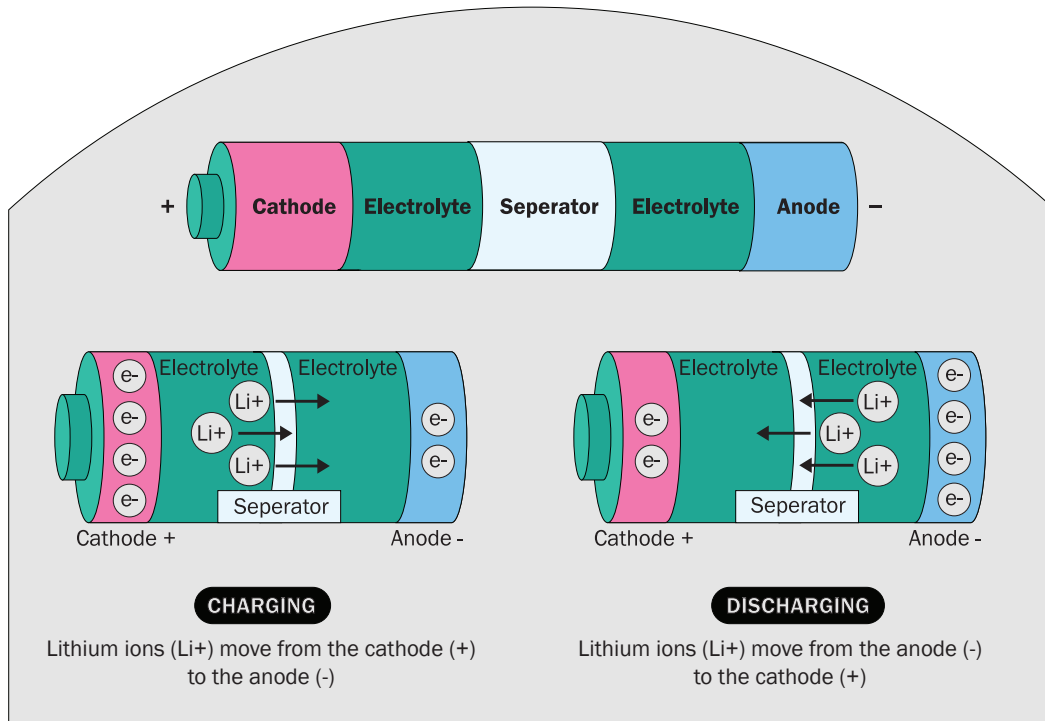 + Cathode Electrolyte Seperator Electrolyte Anode –
Electrolyte Electrolyte
e-
e-
e-
e-
Li+
Li+
Li+
e-
e-
Seperator
Cathode + Anode -
CHARGING
Lithium ions (Li+) move from the cathode (+)
to the anode (-)
Electrolyte Electrolyte
e-
e-
Li+
Li+
Li+
e-
e-
e-
e-
Seperator
Cathode + Anode -
DISCHARGING
Lithium ions (Li+) move from the anode (-)
to the cathode (+)